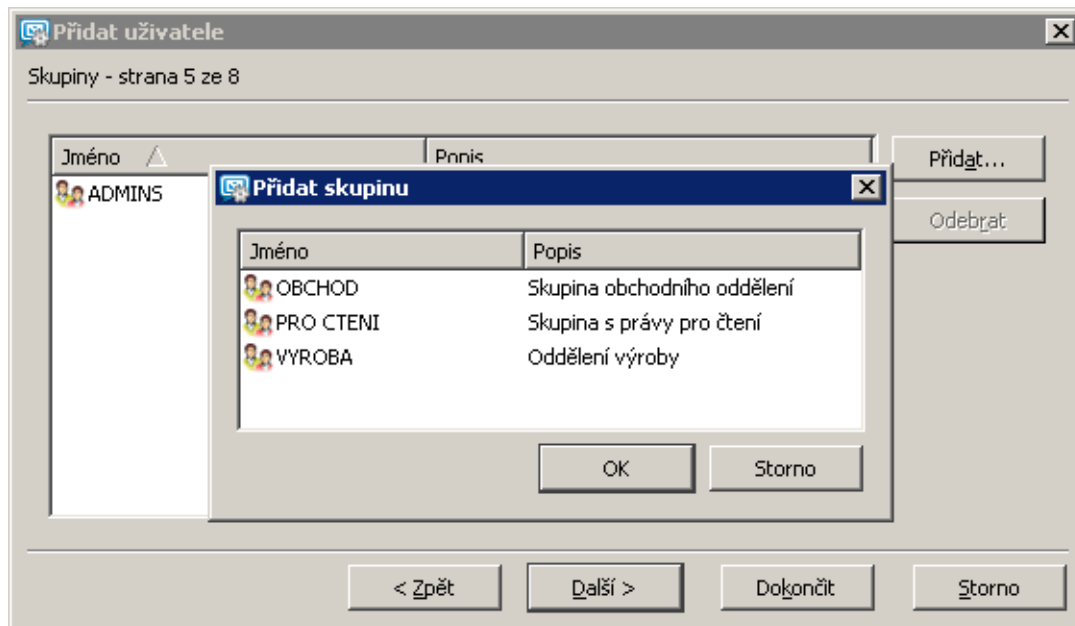 Přidat uživatele
Skupiny - strana 5 ze 8
Jméno Popis
Přidat...
ADMINS
Odebrat
Přidat skupinu
Jméno Popis
OBCHOD Skupina obchodního oddělení
PRO CTENI Skupina s právy pro čtení
VYROBA Oddělení výroby
OK Storno
< Zpět Další > Dokončit Storno